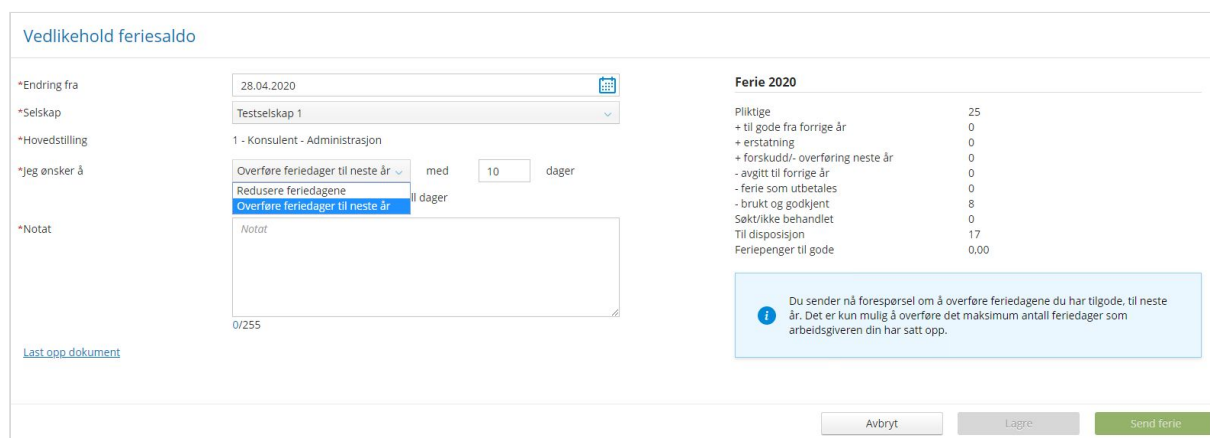 Vedlikehold feriesaldo
*Endring fra
28.04.2020
*Selskap
Testselskap 1
*Hovedstilling
1 - Konsulent - Administrasjon
*Jeg ønsker å
Overføre feriedager til neste år med 10 dager
Redusere feriedagene
Overføre feriedager til neste år
dager
*Notat
Notat
0/255
Last opp dokument
Ferie 2020
Pliktige 25
+ til gode fra forrige år 0
+ erstatning 0
+ forskudd/- overføring neste år 0
- avgitt til forrige år 0
- ferie som utbetales 0
- brukt og godkjent 8
Søkt/ikke behandlet 0
Til disposisjon 17
Feriepenger til gode 0,00
Du sender nå forespørsel om å overføre feriedagene du har tilgode, til neste
år. Det er kun mulig å overføre det maksimum antall feriedager som
arbeidsgiveren din har satt opp.
Avbryt
Lagre
Send ferie